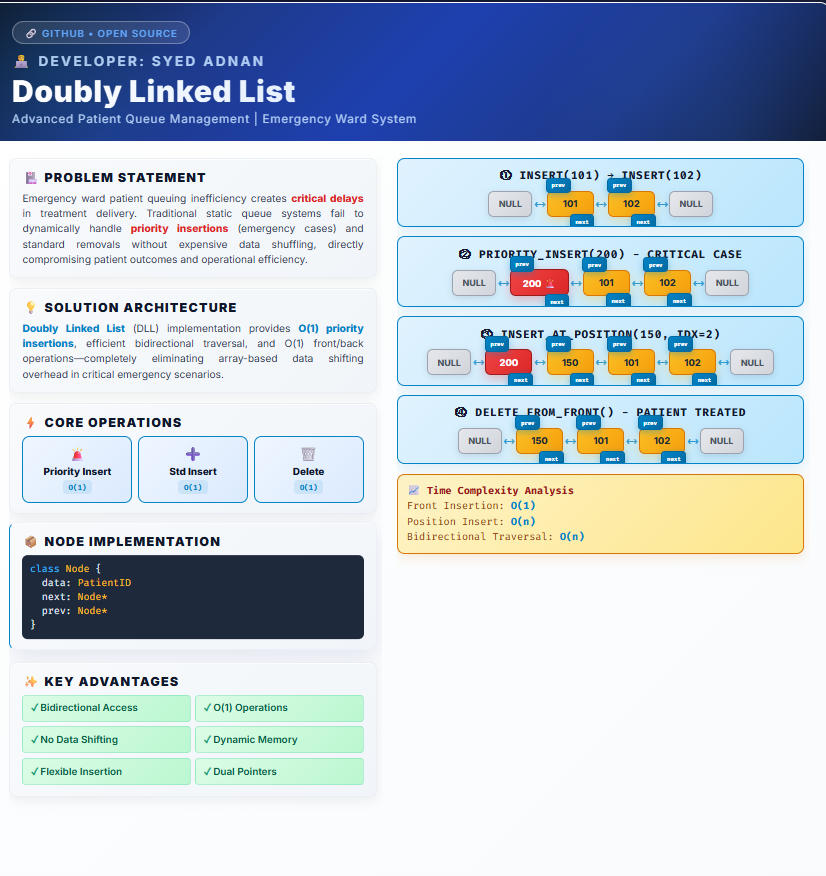 GITHUB • OPEN SOURCE
DEVELOPER: SYED ADNAN
Doubly Linked List
Advanced Patient Queue Management | Emergency Ward System
PROBLEM STATEMENT
Emergency ward patient queuing inefficiency creates critical delays
in treatment delivery. Traditional static queue systems fail to
dynamically handle priority insertions (emergency cases) and
standard removals without expensive data shuffling, directly
compromising patient outcomes and operational efficiency.
SOLUTION ARCHITECTURE
Doubly Linked List (DLL) implementation provides O(1) priority
insertions, efficient bidirectional traversal, and O(1) front/back
operations—completely eliminating array-based data shifting
overhead in critical emergency scenarios.
CORE OPERATIONS
Priority Insert
O(1)
Std Insert
O(1)
Delete
O(1)
NODE IMPLEMENTATION
class Node {
data: PatientID
next: Node*
prev: Node*
}
KEY ADVANTAGES
✓ Bidirectional Access
✓ O(1) Operations
✓ No Data Shifting
✓ Dynamic Memory
✓ Flexible Insertion
✓ Dual Pointers
① INSERT(101) → INSERT(102)
prev prev
NULL ↔ 101 ↔ 102 ↔ NULL
next next
② PRIORITY_INSERT(200) - CRITICAL CASE
prev prev prev
NULL ↔ 200 ↔ 101 ↔ 102 ↔ NULL
next next next
③ INSERT_AT_POSITION(150, IDX=2)
prev prev prev prev
NULL ↔ 200 ↔ 150 ↔ 101 ↔ 102 ↔ NULL
next next next next
④ DELETE_FROM_FRONT() - PATIENT TREATED
prev prev prev
NULL ↔ 150 ↔ 101 ↔ 102 ↔ NULL
next next next
Time Complexity Analysis
Front Insertion: O(1)
Position Insert: O(n)
Bidirectional Traversal: O(n)